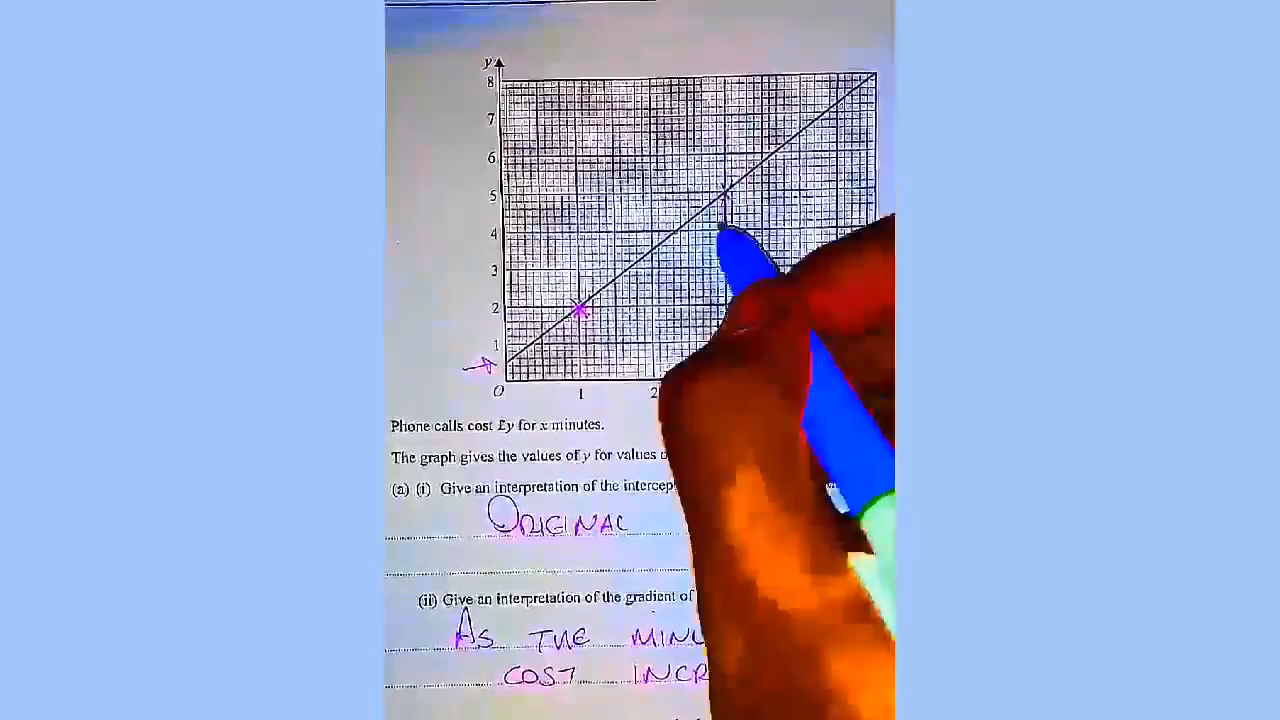 y
8
7
6
5
4
3
2
1
O 1 2
Phone calls cost £y for x minutes.
The graph gives the values of y for values
(a) (i) Give an interpretation of the intercep
ORIGINAL
(ii) Give an interpretation of the gradient of
AS THE MINU
COST INCR